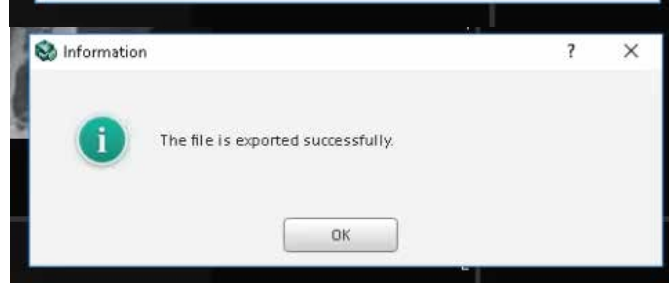 Information
?
The file is exported successfully.
OK